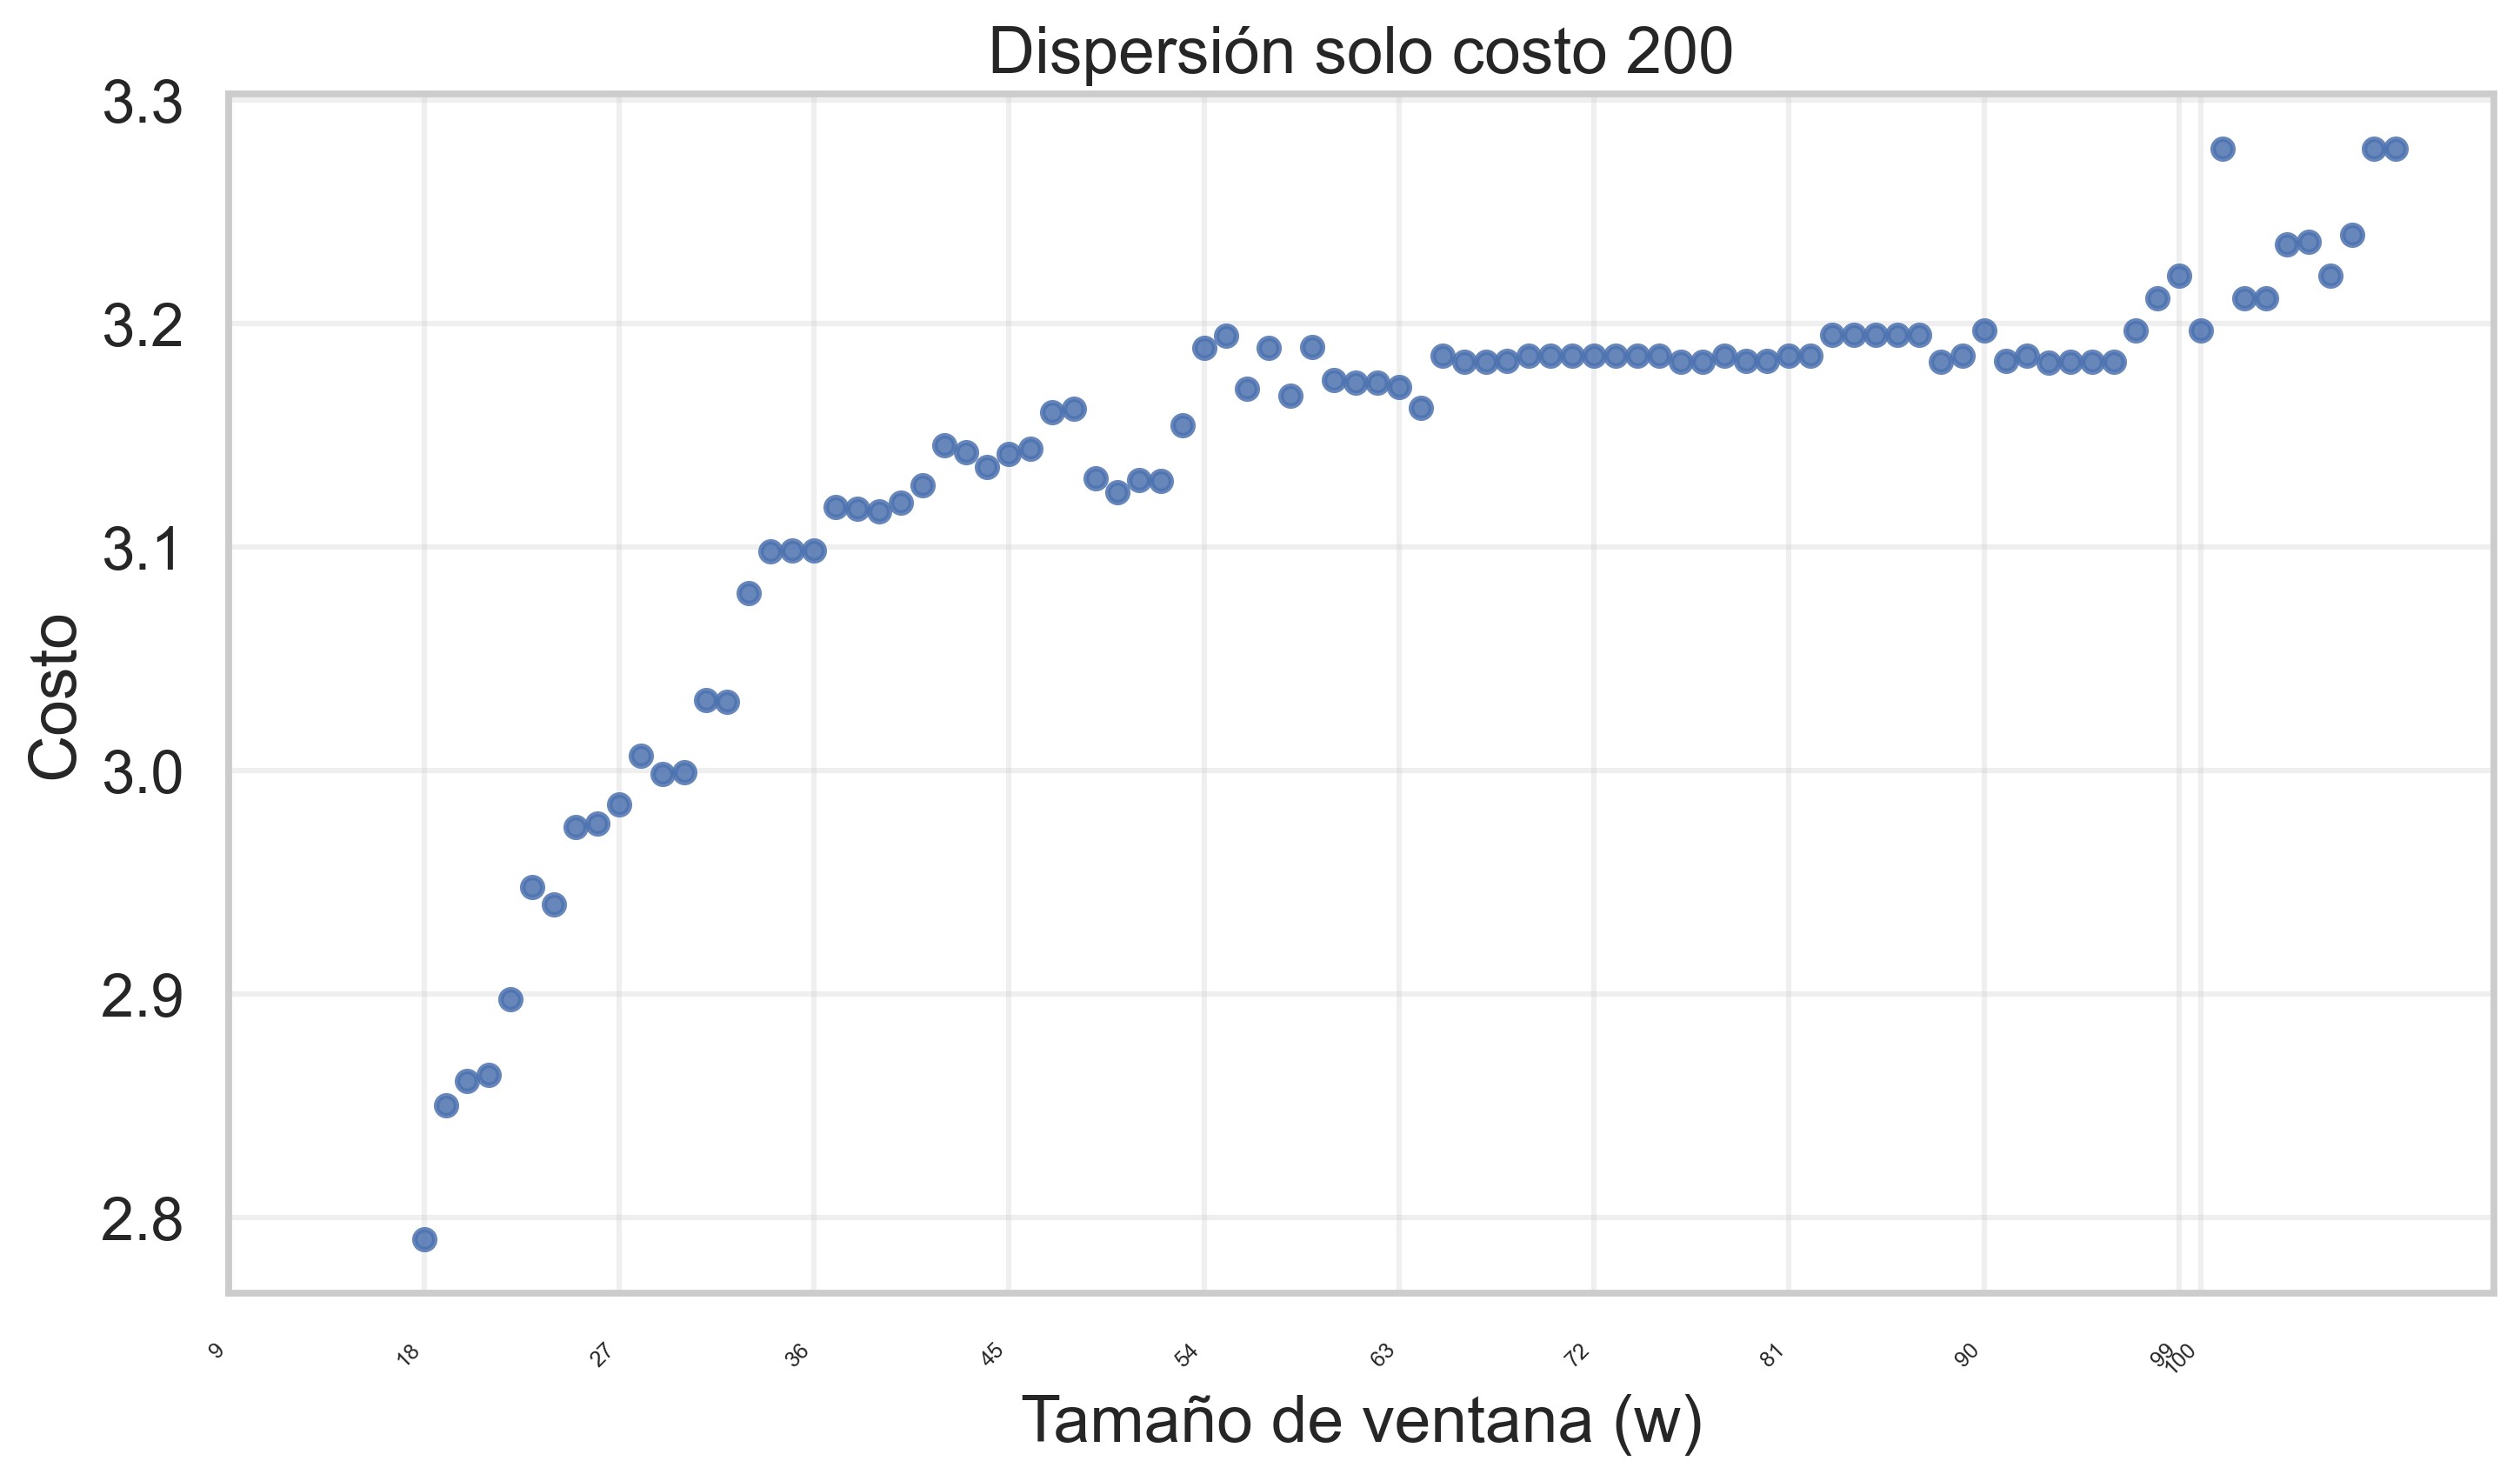 Dispersión solo costo 200
3.3
3.2
3.1
3.0
2.9
2.8
Costo
9 18 27 36 45 54 63 72 81 90 99 100
Tamaño de ventana (w)